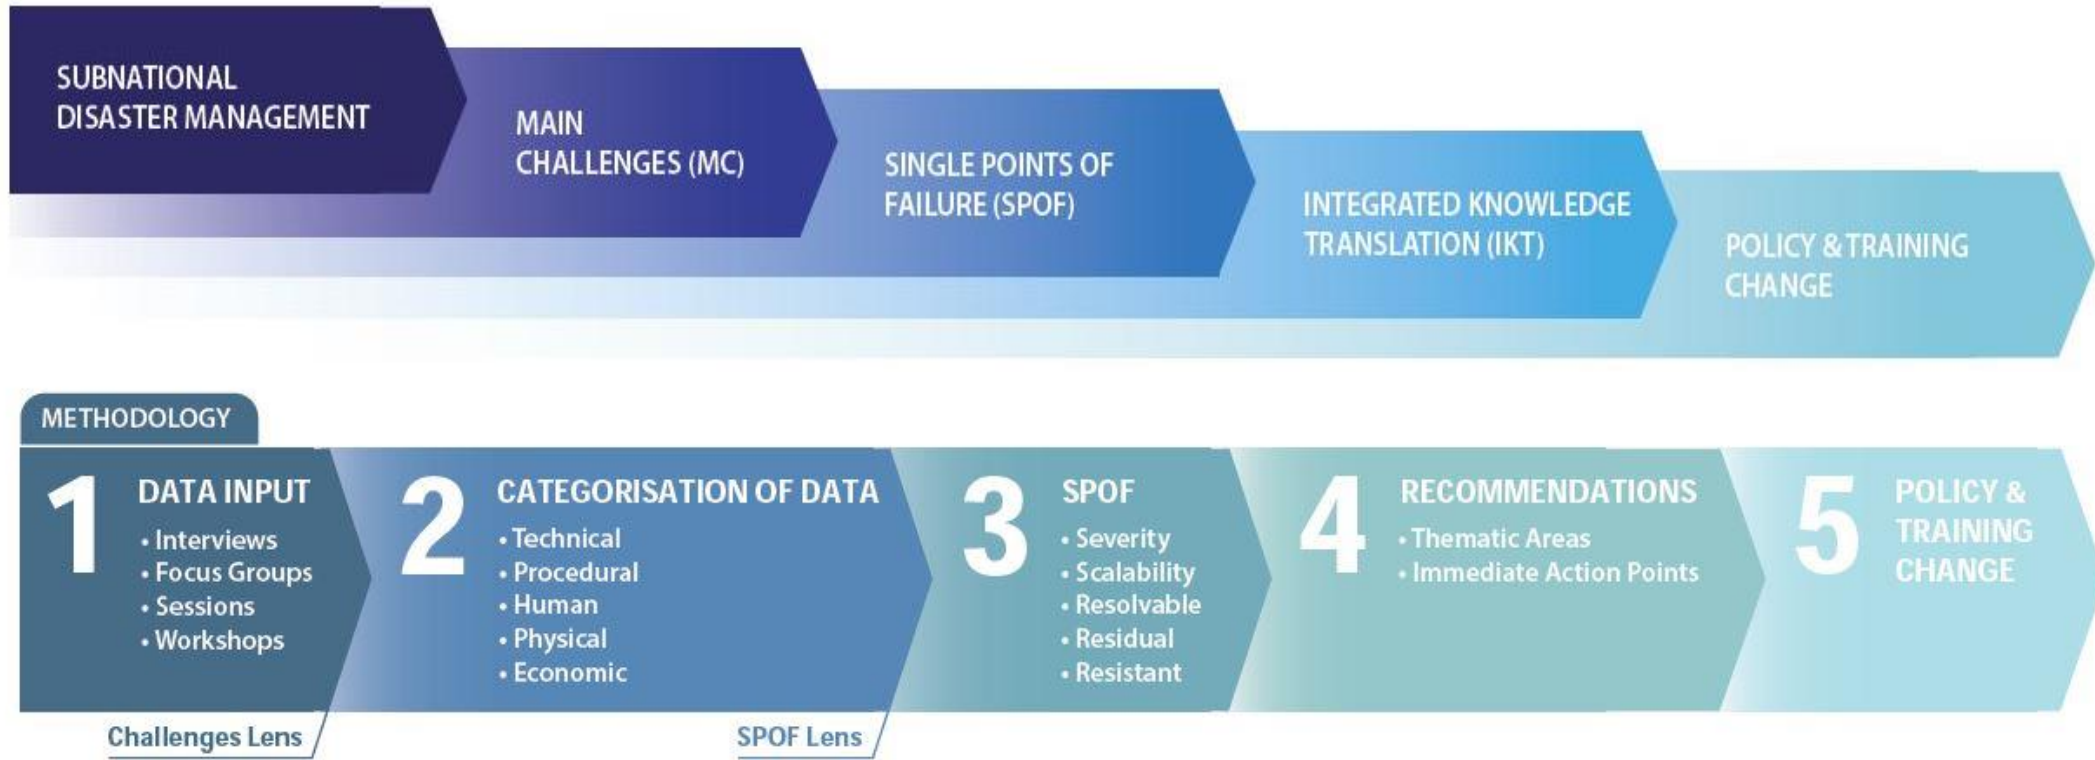 SUBNATIONAL
DISASTER MANAGEMENT
MAIN
CHALLENGES (MC)
SINGLE POINTS OF
FAILURE (SPOF)
INTEGRATED KNOWLEDGE
TRANSLATION (IKT)
POLICY & TRAINING
CHANGE
METHODOLOGY
1
DATA INPUT
• Interviews
• Focus Groups
• Sessions
• Workshops
2
CATEGORISATION OF DATA
• Technical
• Procedural
• Human
• Physical
• Economic
3
SPOF
• Severity
• Scalability
• Resolvable
• Residual
• Resistant
4
RECOMMENDATIONS
• Thematic Areas
• Immediate Action Points
5
POLICY &
TRAINING
CHANGE
Challenges Lens
SPOF Lens